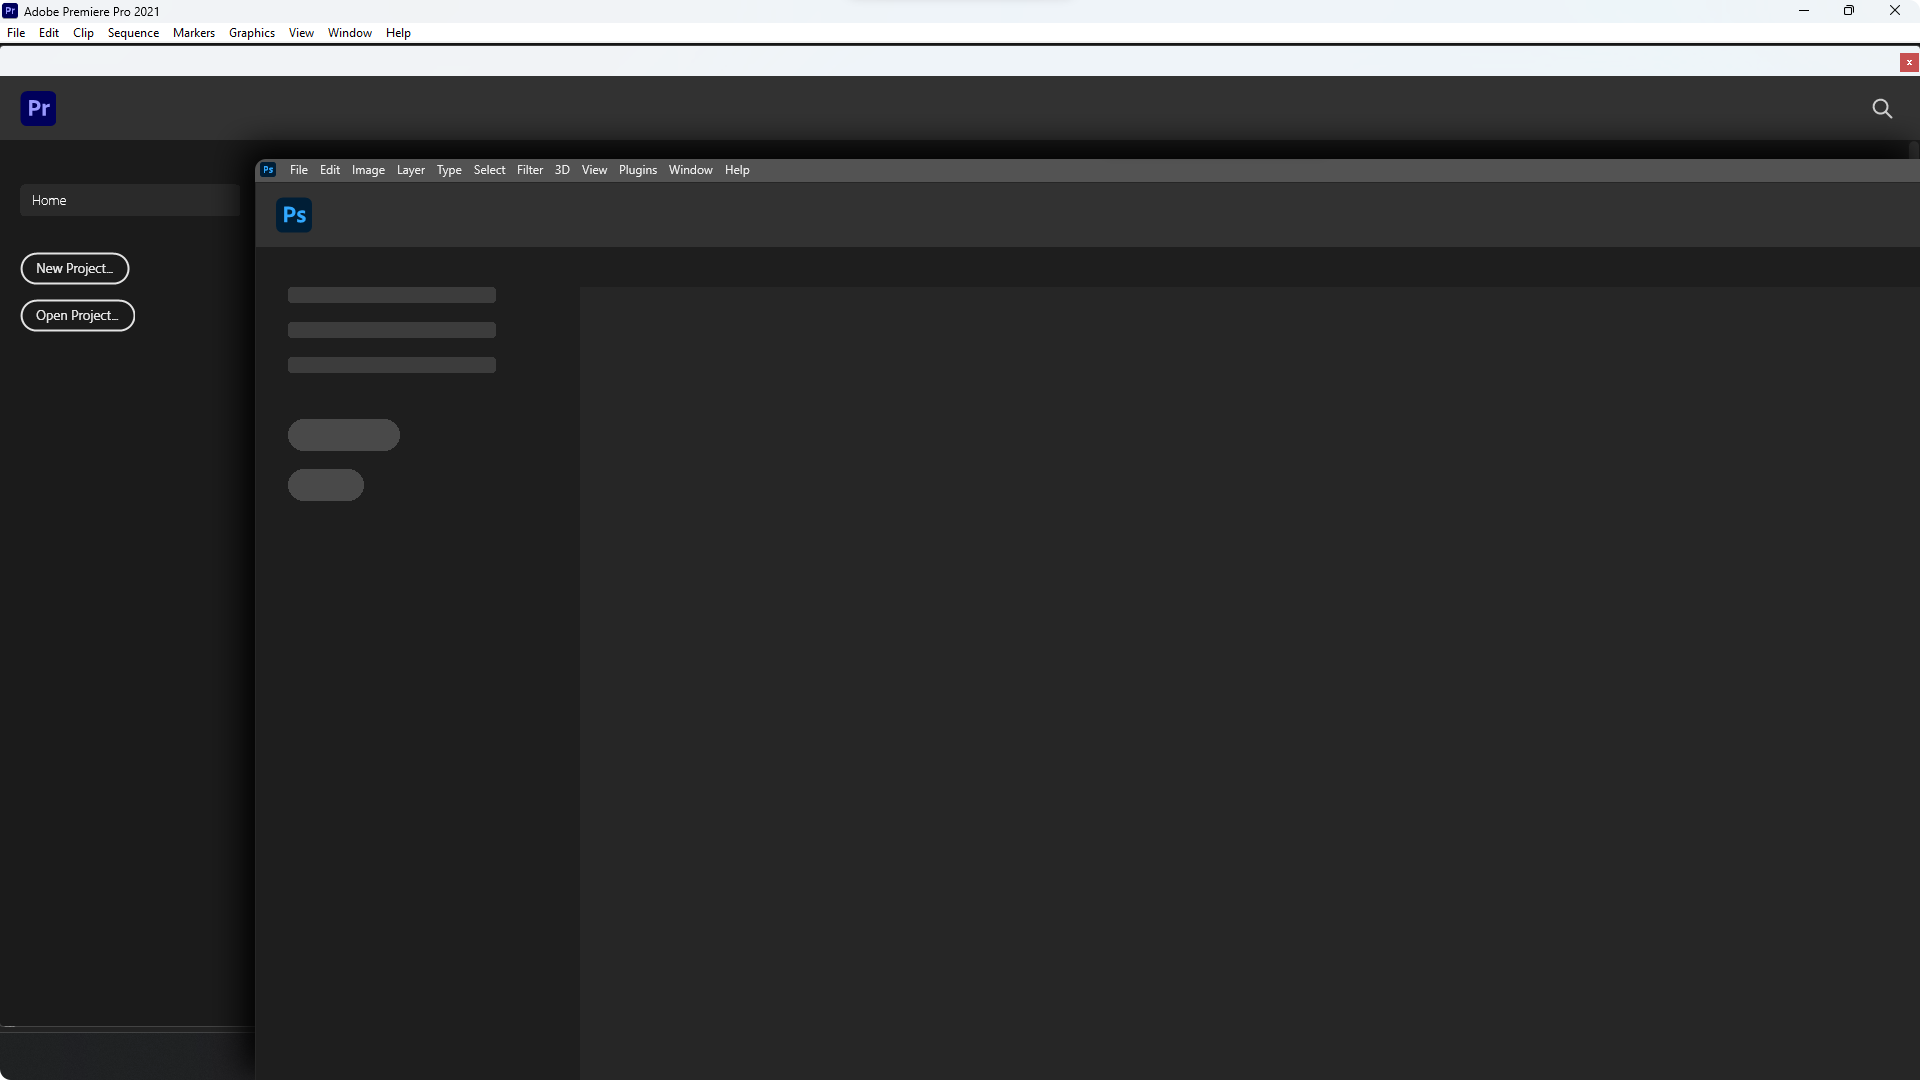 Pr Adobe Premiere Pro 2021
File Edit Clip Sequence Markers Graphics View Window Help
x
Pr
Ps File Edit Image Layer Type Select Filter 3D View Plugins Window Help
Home
Ps
New Project...
Open Project...